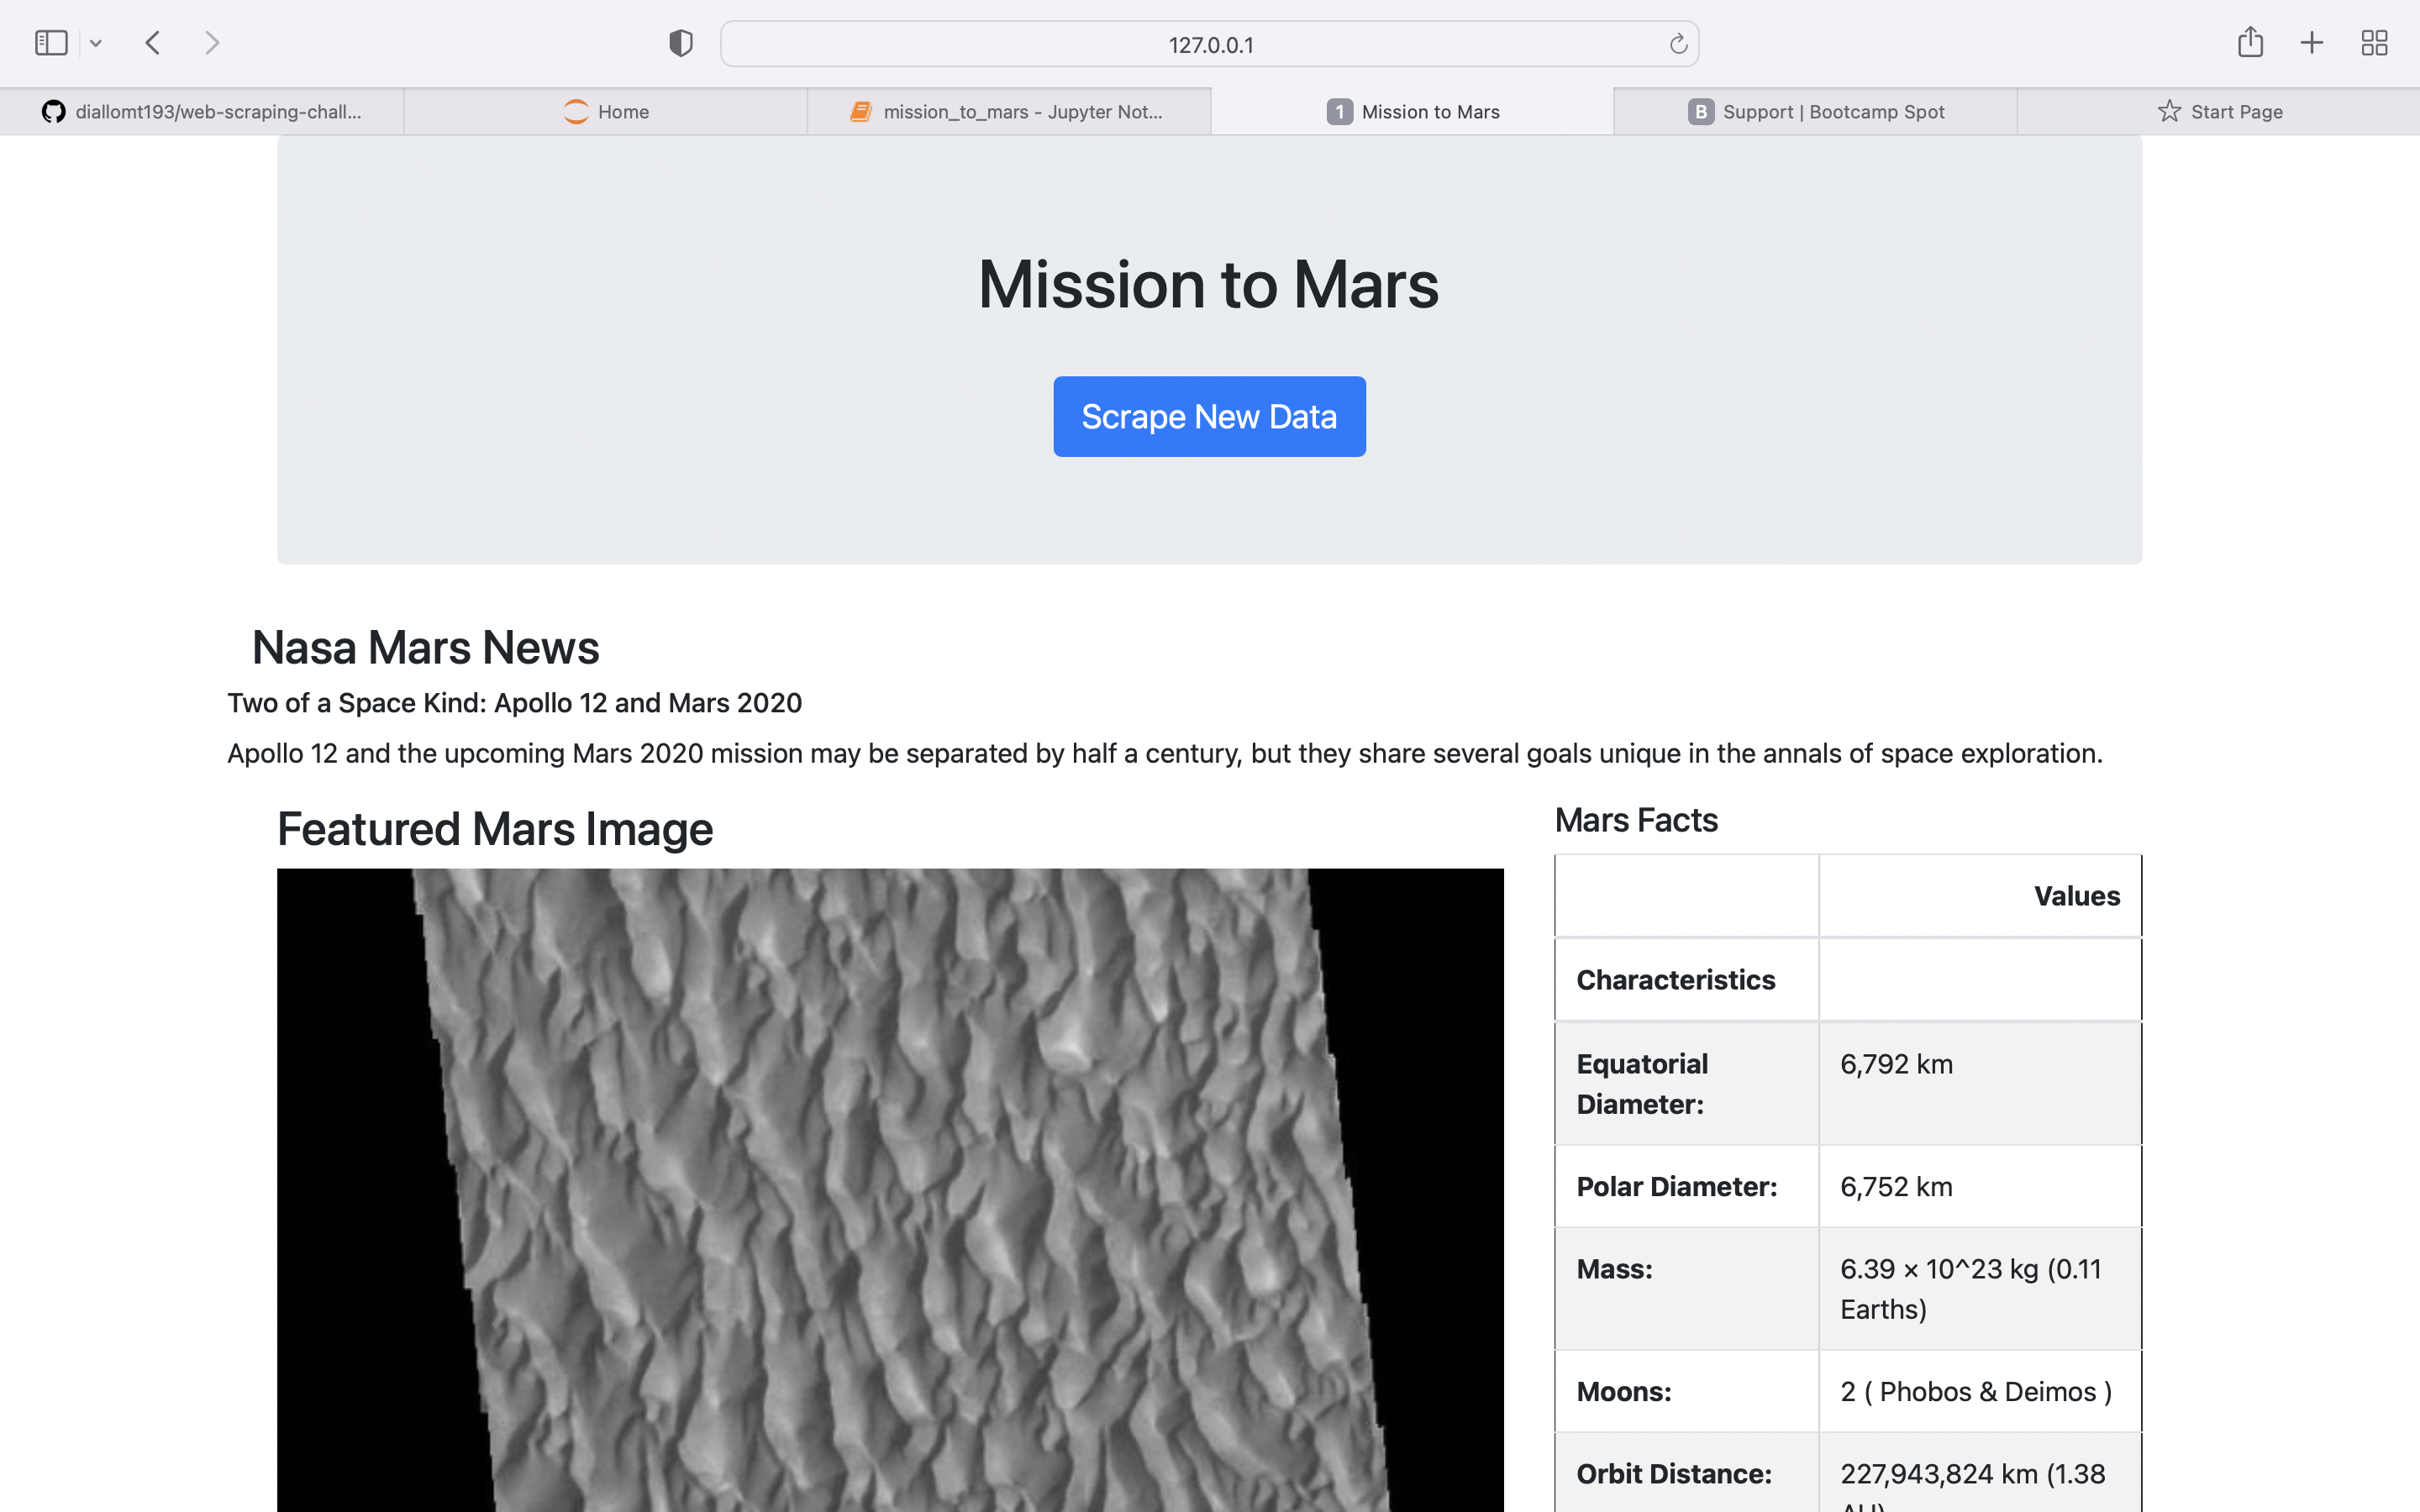 127.0.0.1
diallomt193/web-scraping-chall...
Home
mission_to_mars - Jupyter Not...
1 Mission to Mars
B Support | Bootcamp Spot
Start Page
Mission to Mars
Scrape New Data
Nasa Mars News
Two of a Space Kind: Apollo 12 and Mars 2020
Apollo 12 and the upcoming Mars 2020 mission may be separated by half a century, but they share several goals unique in the annals of space exploration.
Featured Mars Image
Mars Facts
Values
Characteristics
Equatorial
Diameter:
6,792 km
Polar Diameter:
6,752 km
Mass:
6.39 × 10^23 kg (0.11
Earths)
Moons:
2 ( Phobos & Deimos )
Orbit Distance:
227,943,824 km (1.38